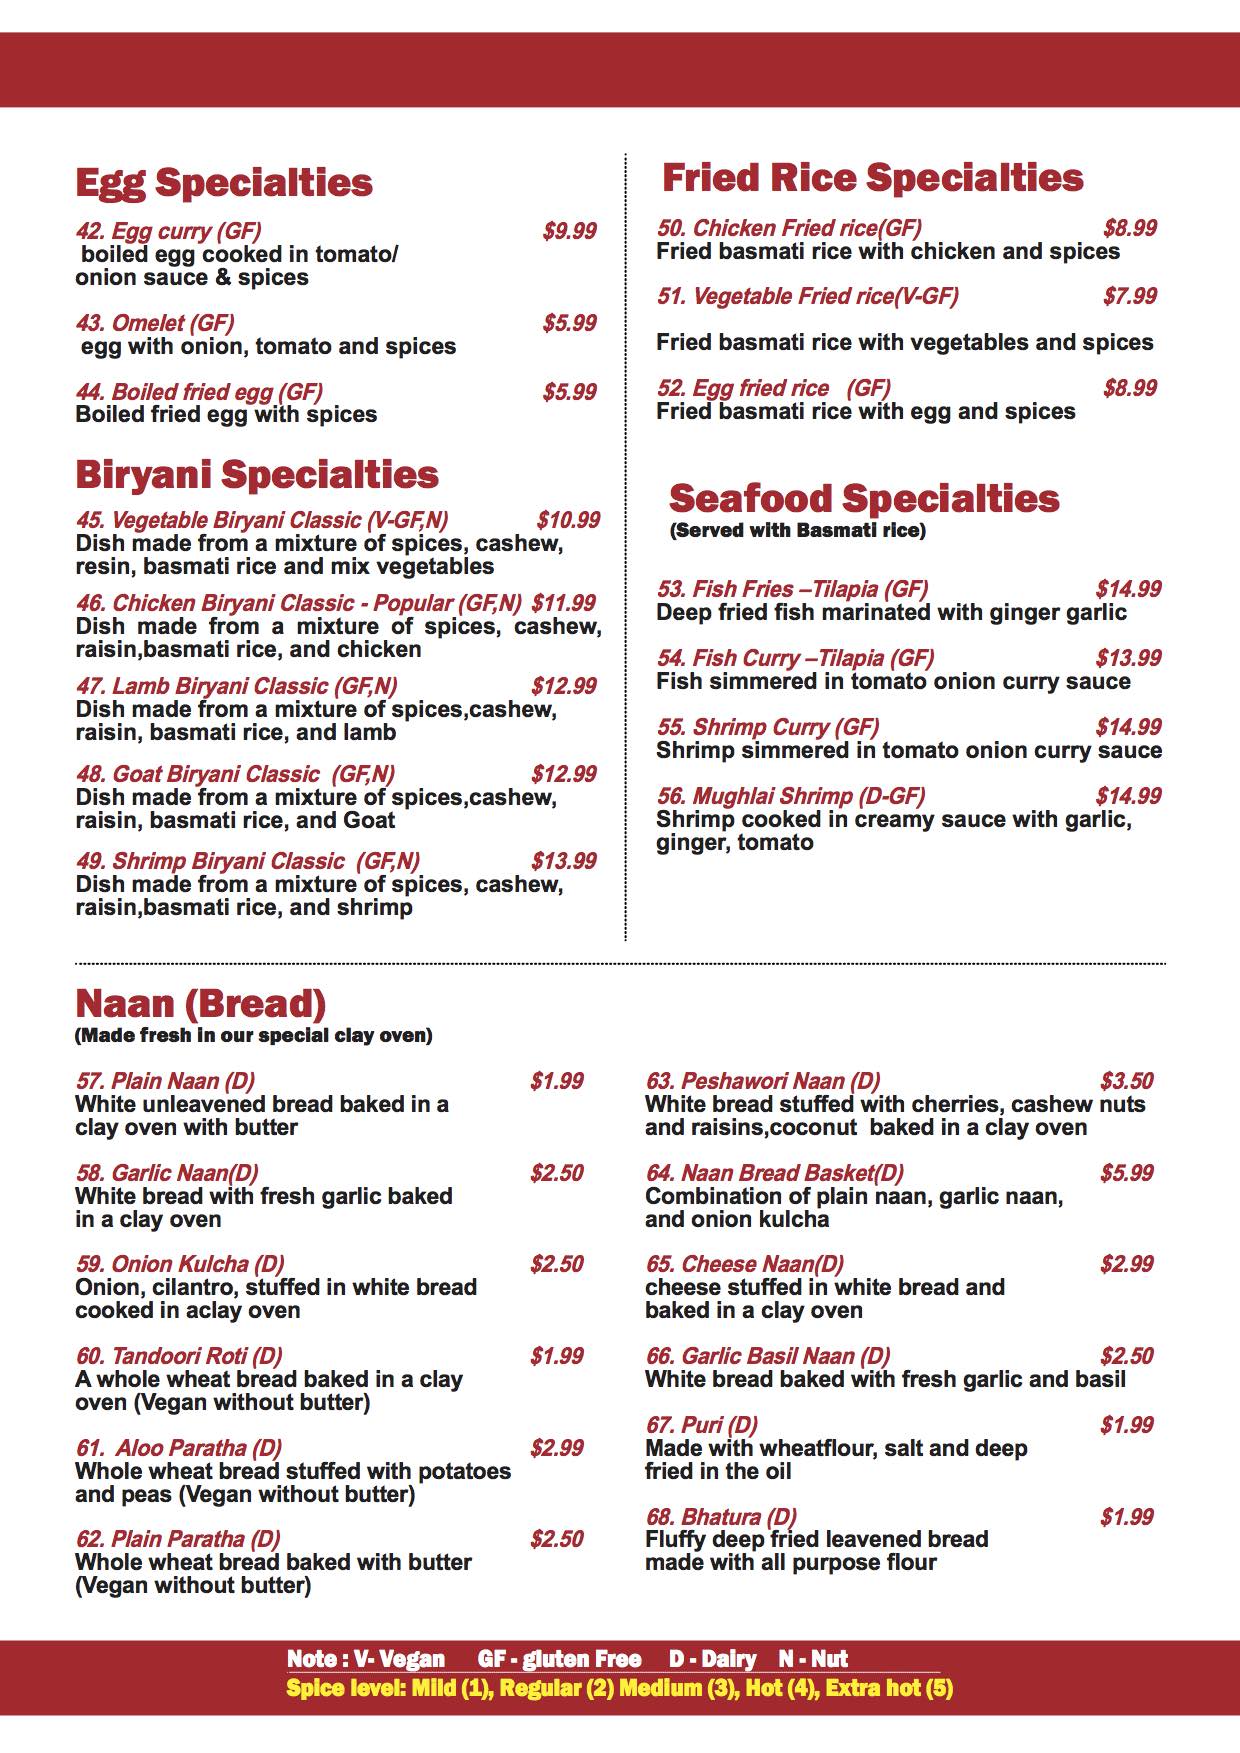 Egg Specialties
42. Egg curry (GF) $9.99
boiled egg cooked in tomato/
onion sauce & spices
43. Omelet (GF) $5.99
egg with onion, tomato and spices
44. Boiled fried egg (GF) $5.99
Boiled fried egg with spices
Biryani Specialties
45. Vegetable Biryani Classic (V-GF,N) $10.99
Dish made from a mixture of spices, cashew,
resin, basmati rice and mix vegetables
46. Chicken Biryani Classic - Popular (GF,N) $11.99
Dish made from a mixture of spices, cashew,
raisin,basmati rice, and chicken
47. Lamb Biryani Classic (GF,N) $12.99
Dish made from a mixture of spices,cashew,
raisin, basmati rice, and lamb
48. Goat Biryani Classic (GF,N) $12.99
Dish made from a mixture of spices,cashew,
raisin, basmati rice, and Goat
49. Shrimp Biryani Classic (GF,N) $13.99
Dish made from a mixture of spices, cashew,
raisin,basmati rice, and shrimp
Fried Rice Specialties
50. Chicken Fried rice(GF) $8.99
Fried basmati rice with chicken and spices
51. Vegetable Fried rice(V-GF) $7.99
Fried basmati rice with vegetables and spices
52. Egg fried rice (GF) $8.99
Fried basmati rice with egg and spices
Seafood Specialties
(Served with Basmati rice)
53. Fish Fries –Tilapia (GF) $14.99
Deep fried fish marinated with ginger garlic
54. Fish Curry –Tilapia (GF) $13.99
Fish simmered in tomato onion curry sauce
55. Shrimp Curry (GF) $14.99
Shrimp simmered in tomato onion curry sauce
56. Mughlai Shrimp (D-GF) $14.99
Shrimp cooked in creamy sauce with garlic,
ginger, tomato
Naan (Bread)
(Made fresh in our special clay oven)
57. Plain Naan (D) $1.99
White unleavened bread baked in a
clay oven with butter
58. Garlic Naan(D) $2.50
White bread with fresh garlic baked
in a clay oven
59. Onion Kulcha (D) $2.50
Onion, cilantro, stuffed in white bread
cooked in aclay oven
60. Tandoori Roti (D) $1.99
A whole wheat bread baked in a clay
oven (Vegan without butter)
61. Aloo Paratha (D) $2.99
Whole wheat bread stuffed with potatoes
and peas (Vegan without butter)
62. Plain Paratha (D) $2.50
Whole wheat bread baked with butter
(Vegan without butter)
63. Peshawori Naan (D) $3.50
White bread stuffed with cherries, cashew nuts
and raisins,coconut baked in a clay oven
64. Naan Bread Basket(D) $5.99
Combination of plain naan, garlic naan,
and onion kulcha
65. Cheese Naan(D) $2.99
cheese stuffed in white bread and
baked in a clay oven
66. Garlic Basil Naan (D) $2.50
White bread baked with fresh garlic and basil
67. Puri (D) $1.99
Made with wheatflour, salt and deep
fried in the oil
68. Bhatura (D) $1.99
Fluffy deep fried leavened bread
made with all purpose flour
Note : V- Vegan GF - gluten Free D - Dairy N - Nut
Spice level: Mild (1), Regular (2) Medium (3), Hot (4), Extra hot (5)